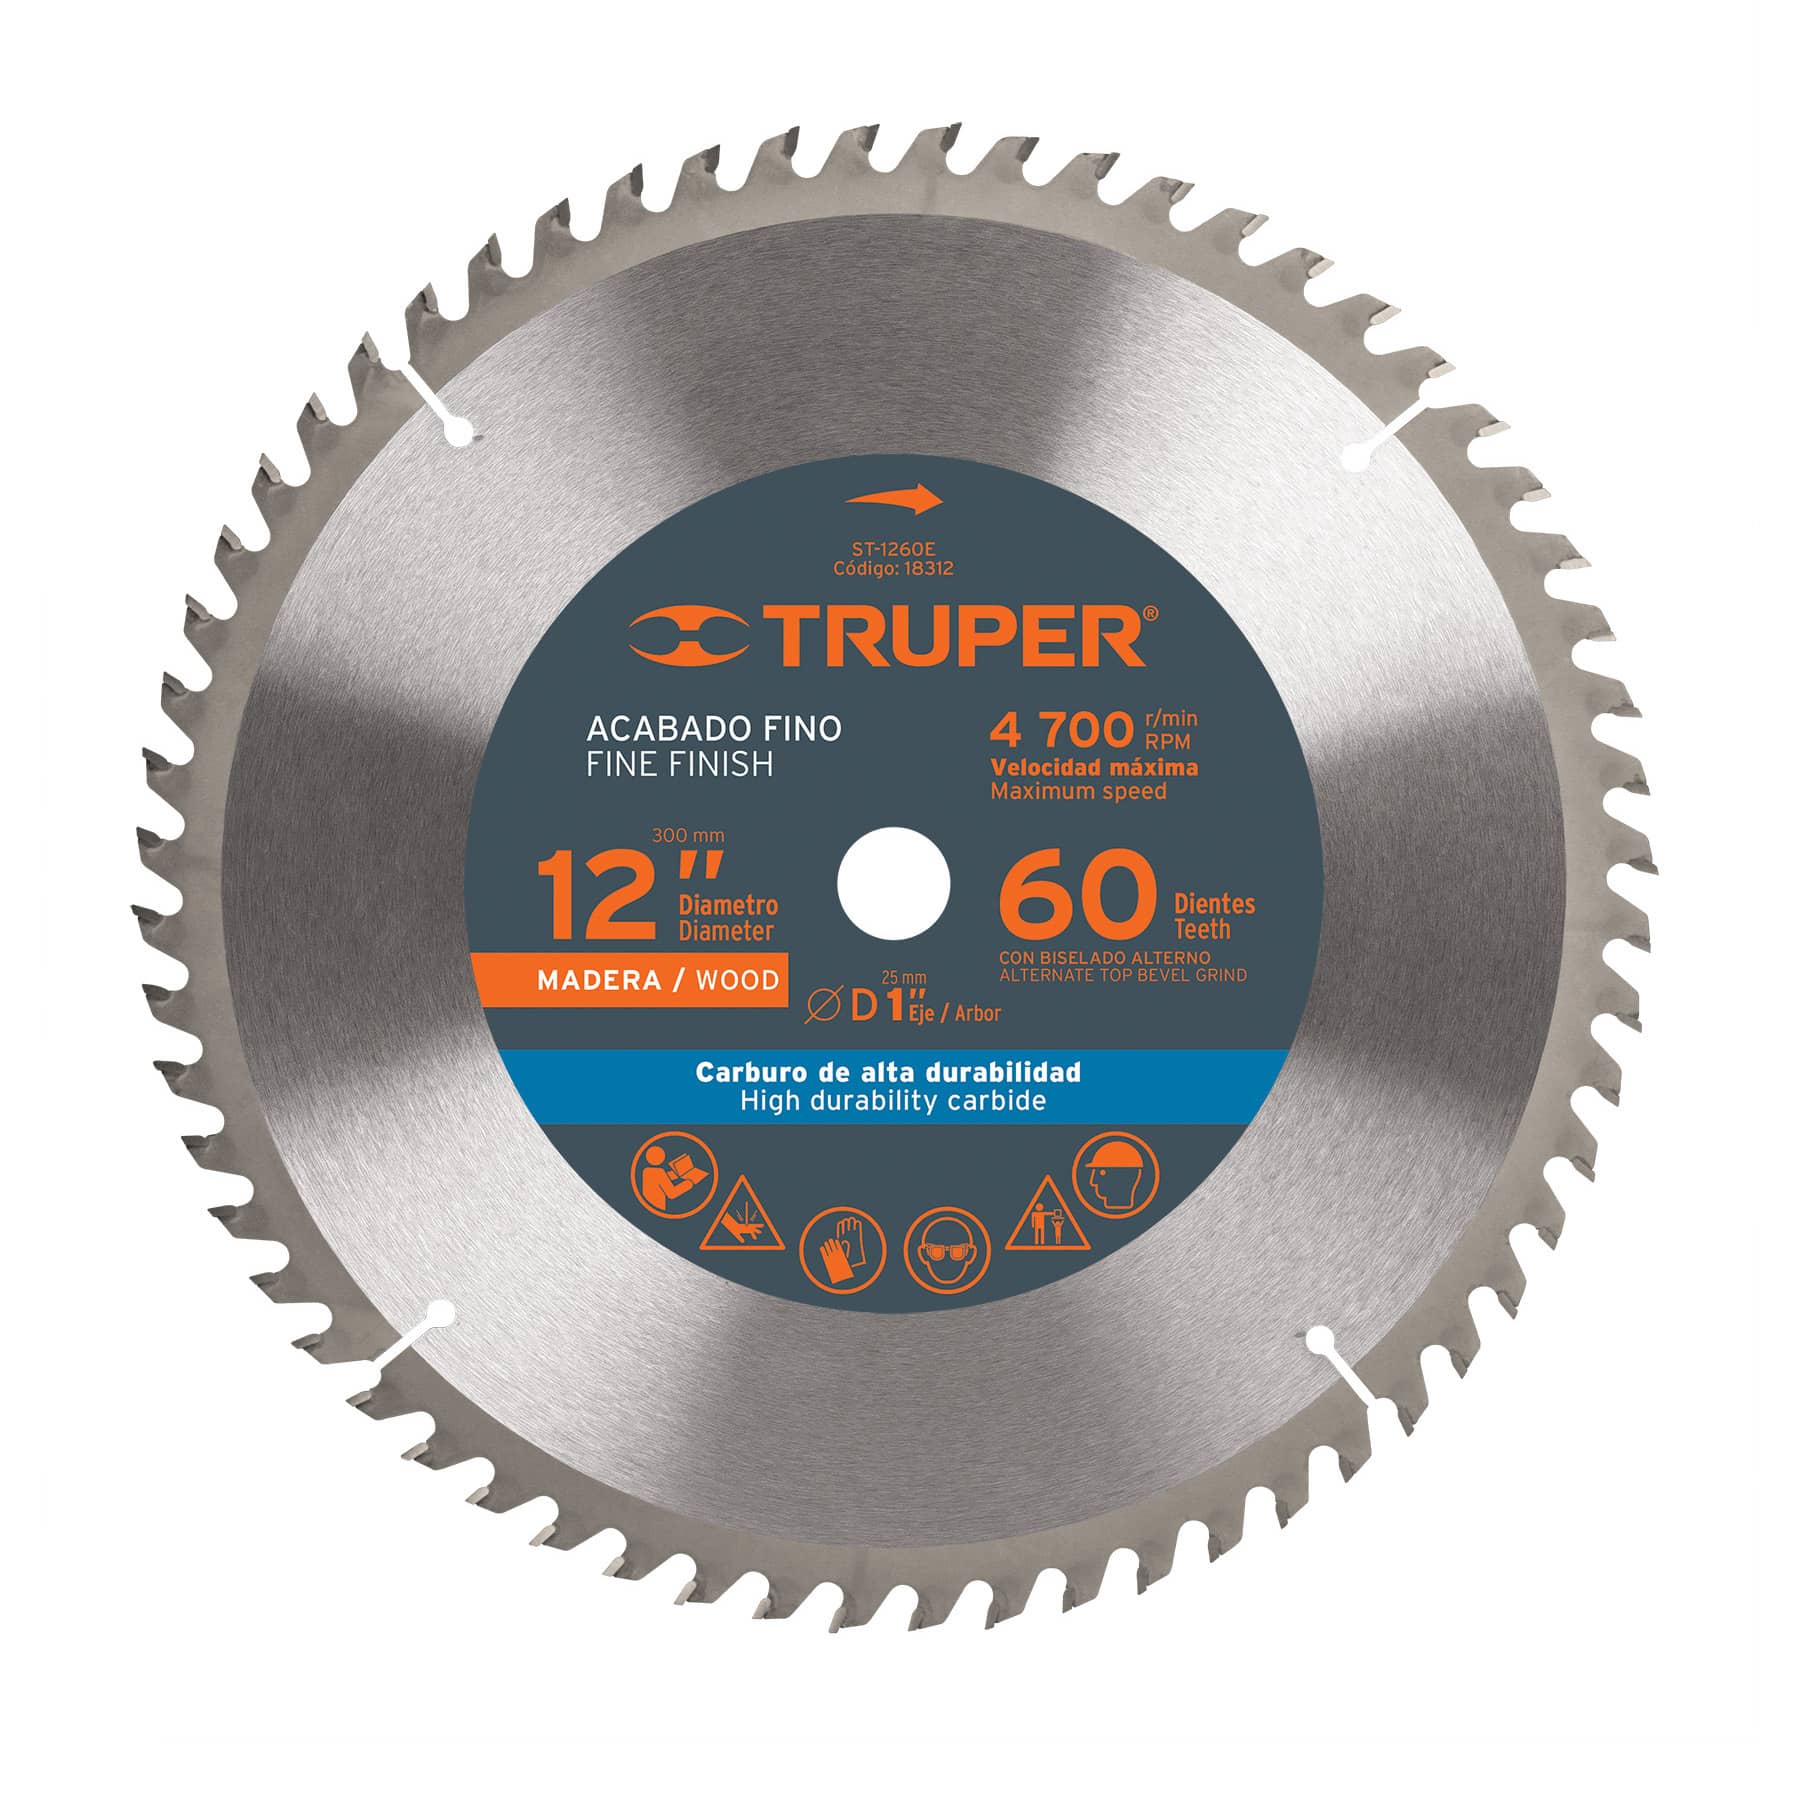 ST-1260E
Código: 18312
TRUPER®
ACABADO FINO
FINE FINISH
4 700 r/min
RPM
Velocidad máxima
Maximum speed
300 mm
12"
Diametro
Diameter
60
Dientes
Teeth
CON BISELADO ALTERNO
ALTERNATE TOP BEVEL GRIND
MADERA / WOOD
25 mm
Ø D 1" Eje / Arbor
Carburo de alta durabilidad
High durability carbide